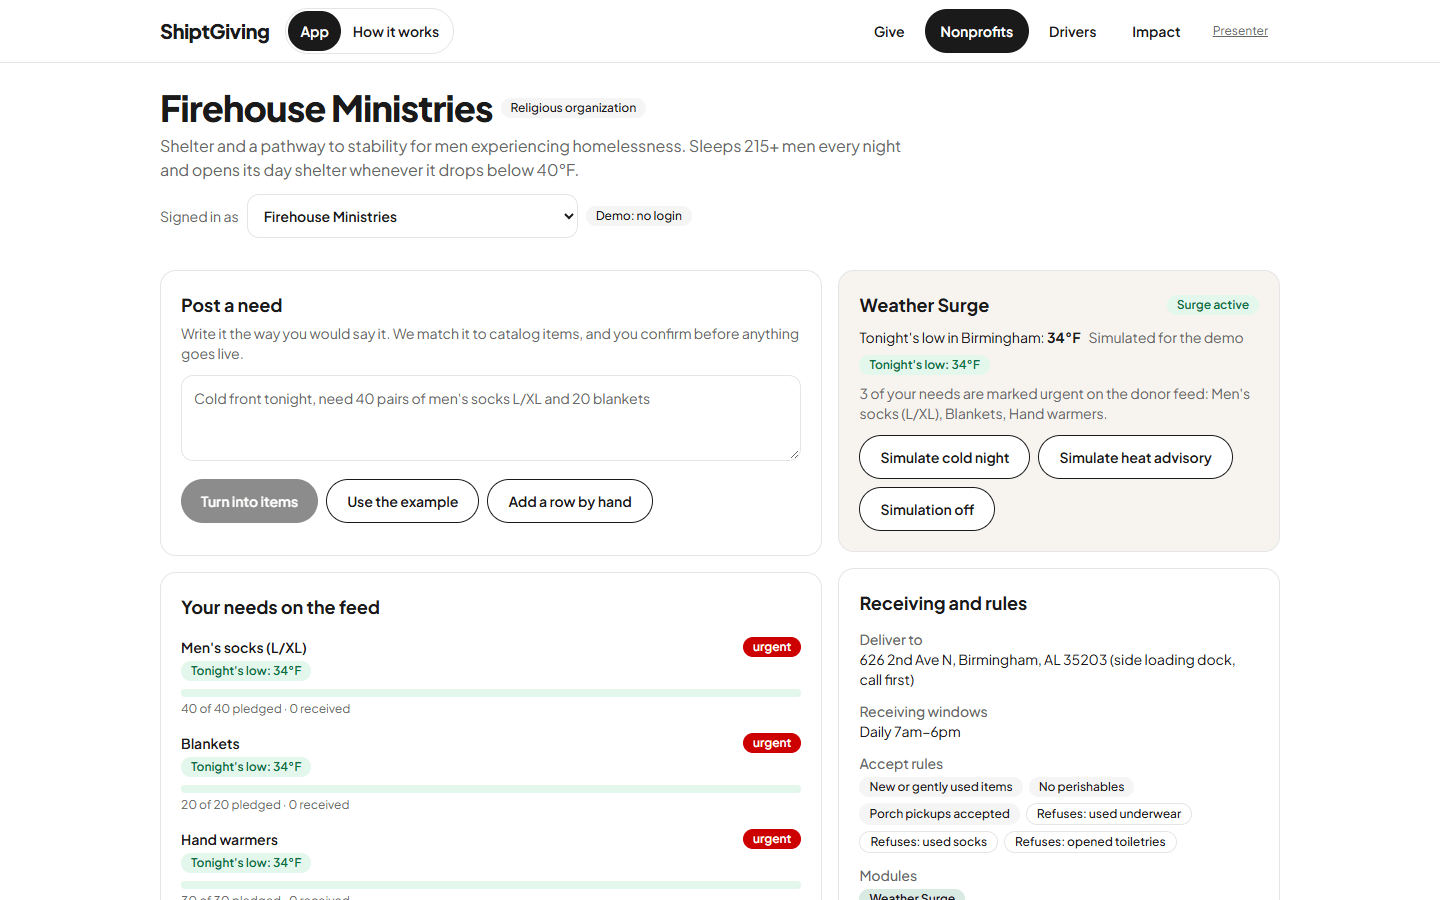 ShiptGiving
App
How it works
Give
Nonprofits
Drivers
Impact
Presenter
Firehouse Ministries
Religious organization
Shelter and a pathway to stability for men experiencing homelessness. Sleeps 215+ men every night
and opens its day shelter whenever it drops below 40°F.
Signed in as
Firehouse Ministries
Demo: no login
Post a need
Write it the way you would say it. We match it to catalog items, and you confirm before anything
goes live.
Cold front tonight, need 40 pairs of men's socks L/XL and 20 blankets
Turn into items
Use the example
Add a row by hand
Weather Surge
Surge active
Tonight's low in Birmingham: 34°F Simulated for the demo
Tonight's low: 34°F
3 of your needs are marked urgent on the donor feed: Men's
socks (L/XL), Blankets, Hand warmers.
Simulate cold night
Simulate heat advisory
Simulation off
Your needs on the feed
Men's socks (L/XL)
urgent
Tonight's low: 34°F
40 of 40 pledged · 0 received
Blankets
urgent
Tonight's low: 34°F
20 of 20 pledged · 0 received
Hand warmers
urgent
Tonight's low: 34°F
30 of 30 pledged · 0 received
Receiving and rules
Deliver to
626 2nd Ave N, Birmingham, AL 35203 (side loading dock,
call first)
Receiving windows
Daily 7am–6pm
Accept rules
New or gently used items
No perishables
Porch pickups accepted
Refuses: used underwear
Refuses: used socks
Refuses: opened toiletries
Modules
Weather Surge